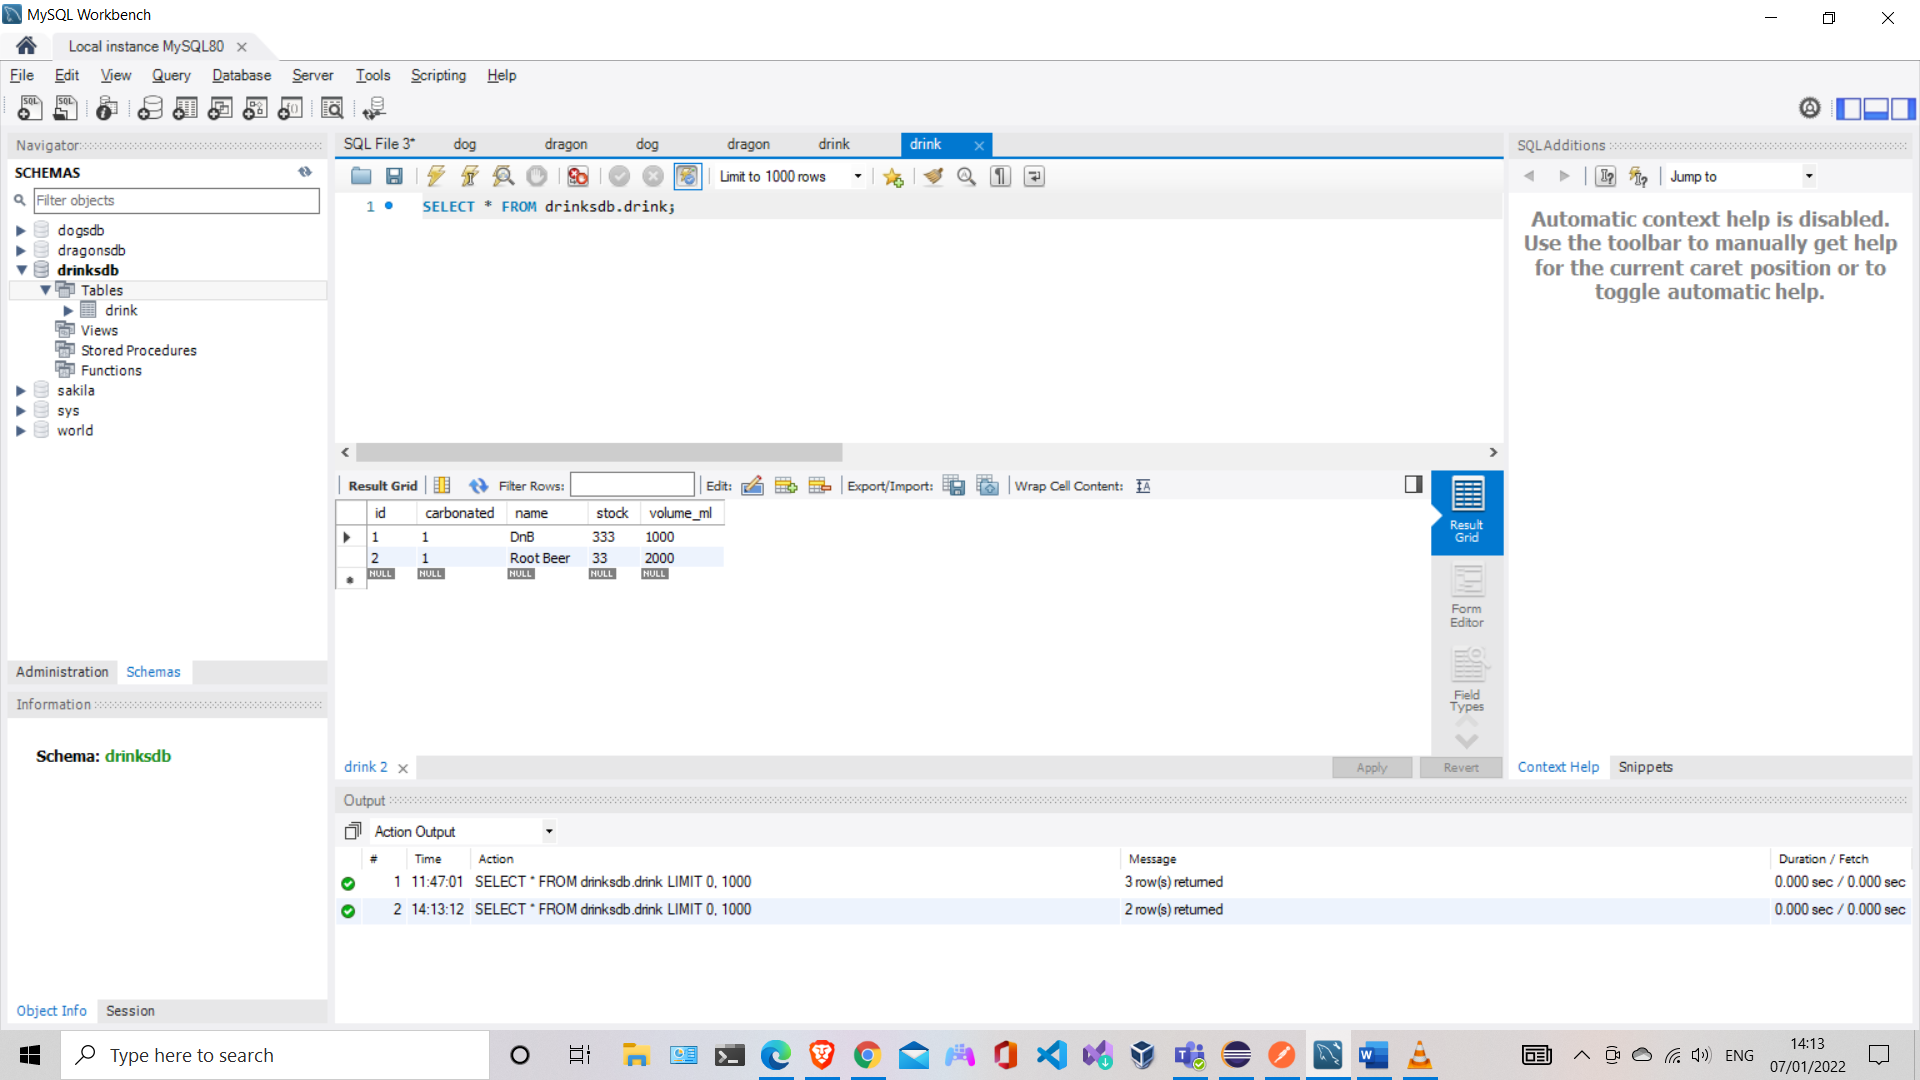 MySQL Workbench
Local instance MySQL80
File Edit View Query Database Server Tools Scripting Help
Navigator
SCHEMAS
Filter objects
dogsdb
dragonsdb
drinksdb
Tables
drink
Views
Stored Procedures
Functions
sakila
sys
world
Administration Schemas
Information
Schema: drinksdb
Object Info Session
SQL File 3* dog dragon dog dragon drink drink
Limit to 1000 rows
1 SELECT * FROM drinksdb.drink;
Result Grid Filter Rows: Edit: Export/Import: Wrap Cell Content:
id carbonated name stock volume_ml
1 1 DnB 333 1000
2 1 Root Beer 33 2000
NULL NULL NULL NULL NULL
Result Grid
Form Editor
Field Types
drink 2 Apply Revert
SQLAdditions
Jump to
Automatic context help is disabled.
Use the toolbar to manually get help
for the current caret position or to
toggle automatic help.
Context Help Snippets
Output
Action Output
# Time Action Message Duration / Fetch
1 11:47:01 SELECT * FROM drinksdb.drink LIMIT 0, 1000 3 row(s) returned 0.000 sec / 0.000 sec
2 14:13:12 SELECT * FROM drinksdb.drink LIMIT 0, 1000 2 row(s) returned 0.000 sec / 0.000 sec
Type here to search
ENG
14:13
07/01/2022